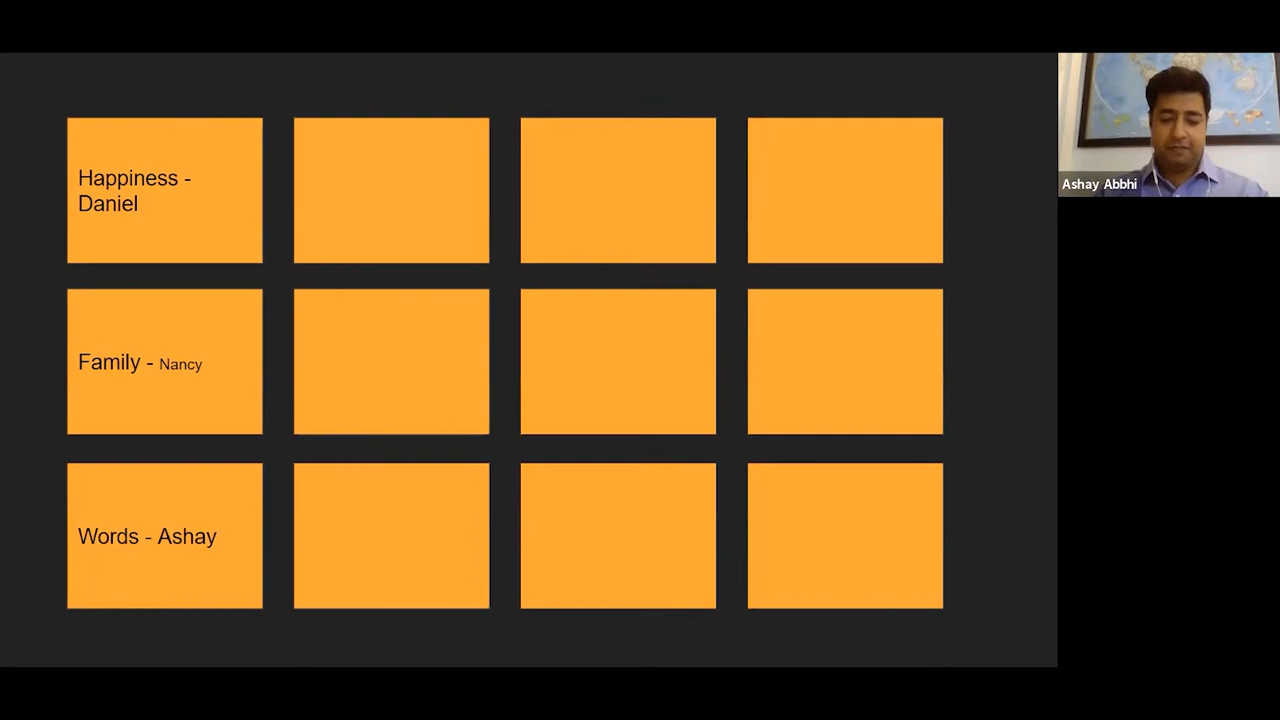 Happiness -
Daniel
Family - Nancy
Words - Ashay
Ashay Abbhi